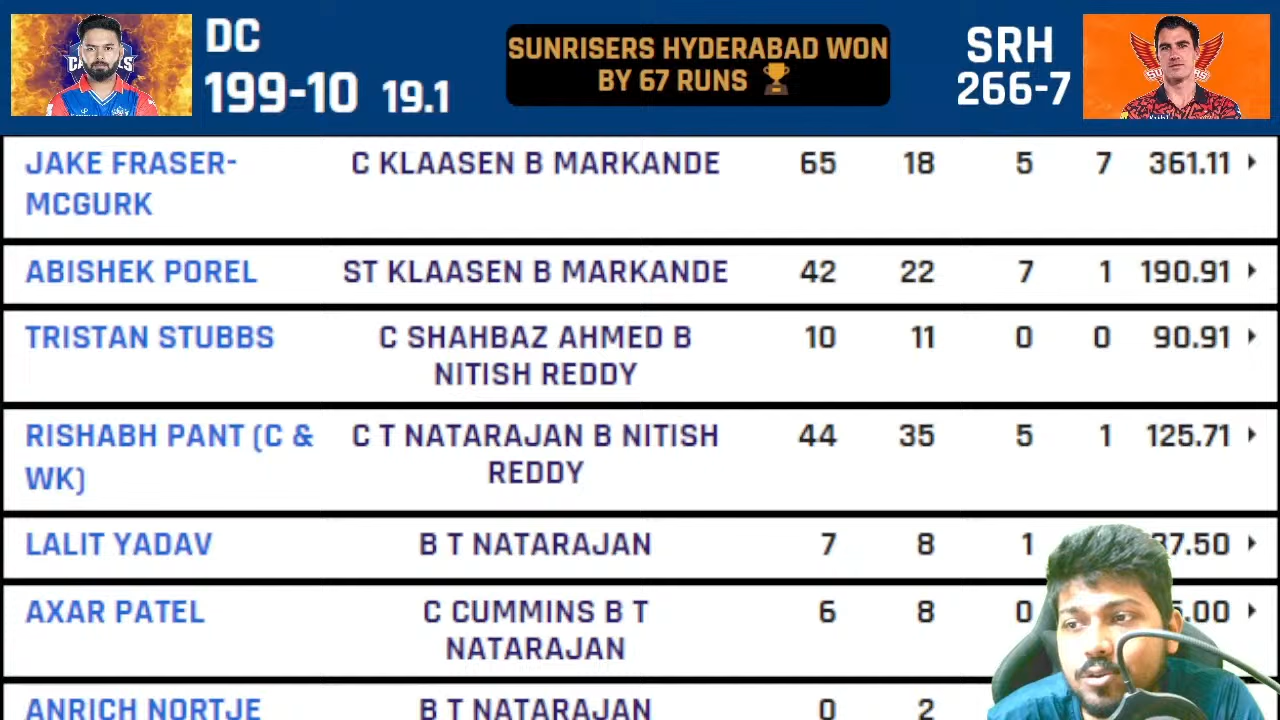 DC
199-10 19.1
SUNRISERS HYDERABAD WON
BY 67 RUNS
SRH
266-7
JAKE FRASER-
MCGURK
C KLAASEN B MARKANDE 65 18 5 7 361.11
ABISHEK POREL ST KLAASEN B MARKANDE 42 22 7 1 190.91
TRISTAN STUBBS C SHAHBAZ AHMED B
NITISH REDDY
10 11 0 0 90.91
RISHABH PANT (C &
WK)
C T NATARAJAN B NITISH
REDDY
44 35 5 1 125.71
LALIT YADAV B T NATARAJAN 7 8 1 7.50
AXAR PATEL C CUMMINS B T
NATARAJAN
6 8 0 .00
ANRICH NORTJE B T NATARAJAN 0 2